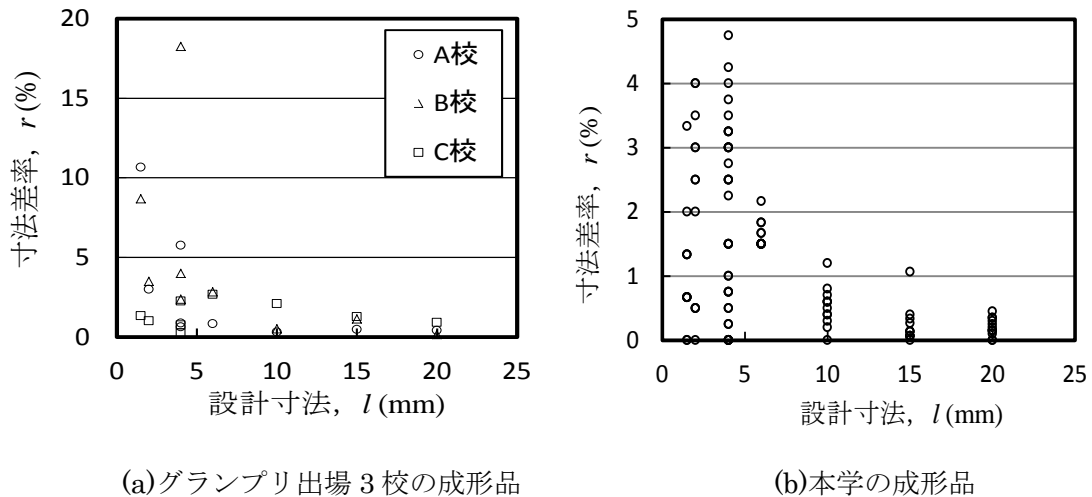 20
15
10
5
0
0 5 10 15 20 25
寸法差率, r (%)
設計寸法, l (mm)
A校
B校
C校
(a)グランプリ出場 3 校の成形品
5
4
3
2
1
0
0 5 10 15 20 25
寸法差率, r (%)
設計寸法, l (mm)
(b)本学の成形品